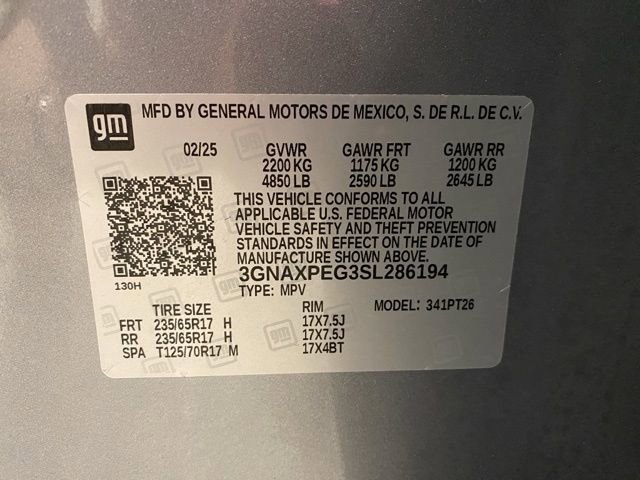 gm MFD BY GENERAL MOTORS DE MEXICO, S. DE R.L. DE C.V.
02/25 GVWR GAWR FRT GAWR RR
2200 KG 1175 KG 1200 KG
4850 LB 2590 LB 2645 LB
THIS VEHICLE CONFORMS TO ALL
APPLICABLE U.S. FEDERAL MOTOR
VEHICLE SAFETY AND THEFT PREVENTION
STANDARDS IN EFFECT ON THE DATE OF
MANUFACTURE SHOWN ABOVE.
3GNAXPEG3SL286194
130H TYPE: MPV
TIRE SIZE RIM MODEL: 341PT26
FRT 235/65R17 H 17X7.5J
RR 235/65R17 H 17X7.5J
SPA T125/70R17 M 17X4BT